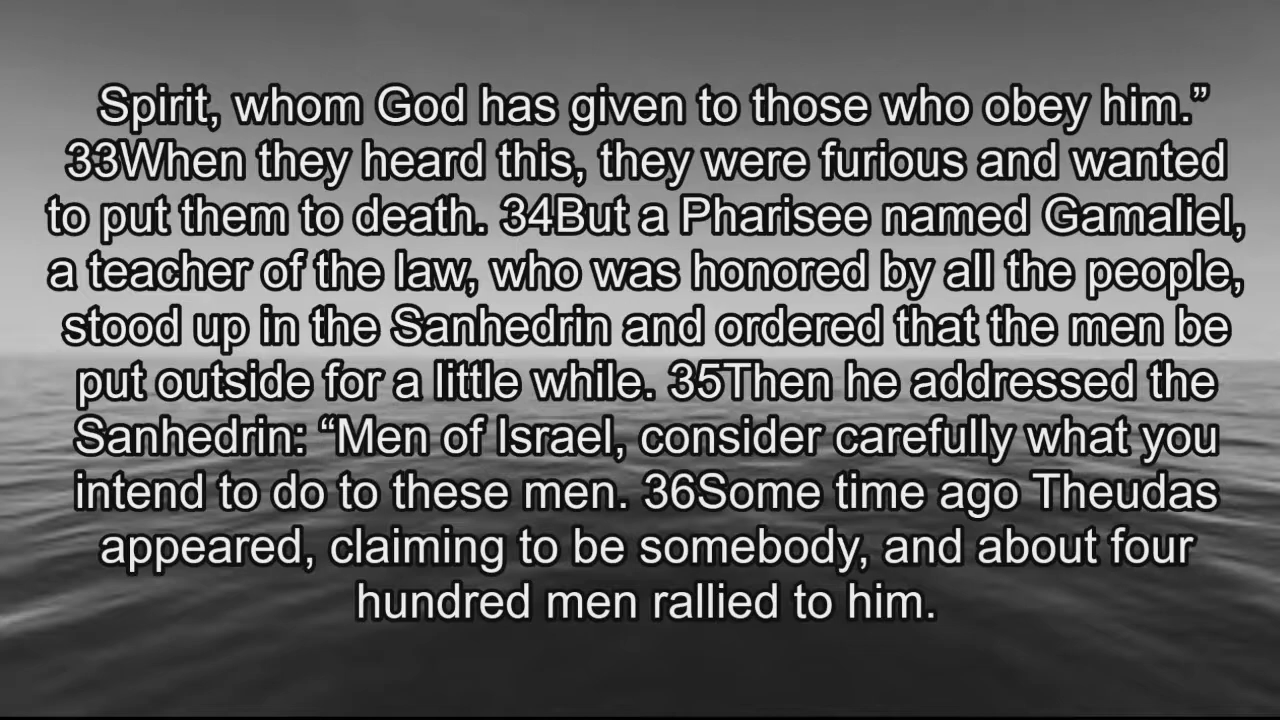 Spirit, whom God has given to those who obey him.”
33When they heard this, they were furious and wanted
to put them to death. 34But a Pharisee named Gamaliel,
a teacher of the law, who was honored by all the people,
stood up in the Sanhedrin and ordered that the men be
put outside for a little while. 35Then he addressed the
Sanhedrin: “Men of Israel, consider carefully what you
intend to do to these men. 36Some time ago Theudas
appeared, claiming to be somebody, and about four
hundred men rallied to him.